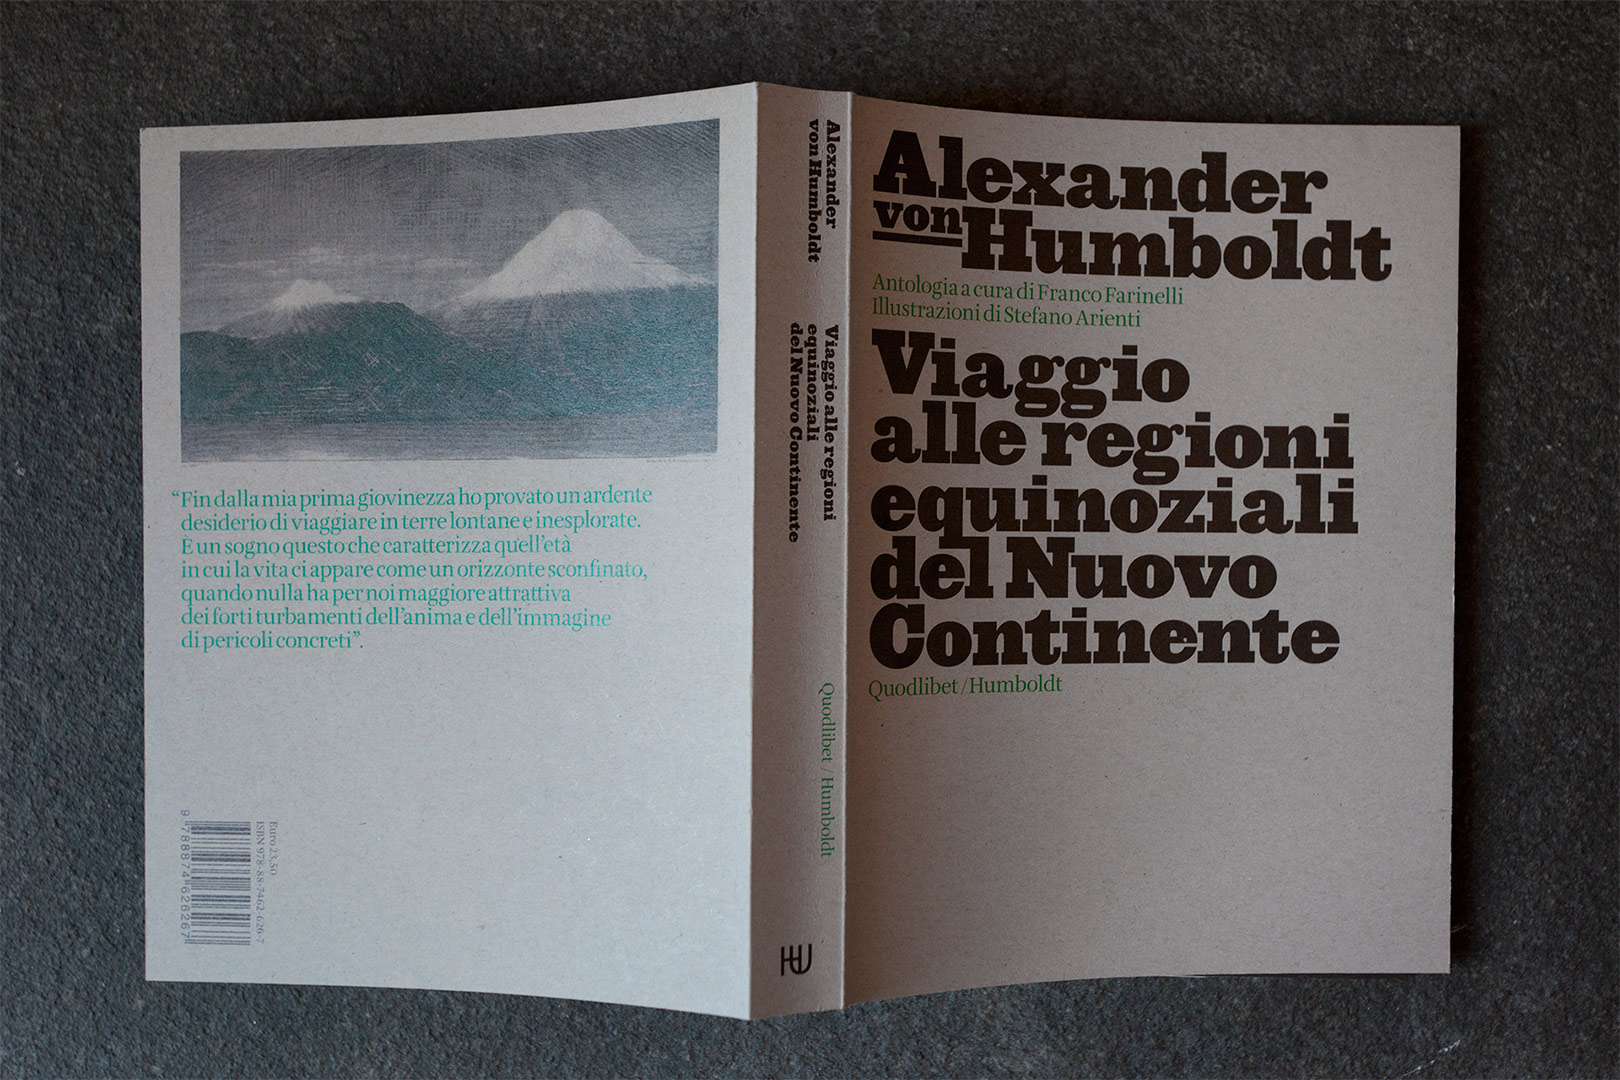 “Fin dalla mia prima giovinezza ho provato un ardente
desiderio di viaggiare in terre lontane e inesplorate.
È un sogno questo che caratterizza quell’età
in cui la vita ci appare come un orizzonte sconfinato,
quando nulla ha per noi maggiore attrattiva
dei forti turbamenti dell’anima e dell’immagine
di pericoli concreti”.
Euro 23,50
ISBN 978-88-7462-626-7
9 788874 626267
Alexander
von Humboldt
Viaggio alle regioni
equinoziali
del Nuovo Continente
Quodlibet / Humboldt
HU
Alexander
von Humboldt
Antologia a cura di Franco Farinelli
Illustrazioni di Stefano Arienti
Viaggio
alle regioni
equinoziali
del Nuovo
Continente
Quodlibet / Humboldt